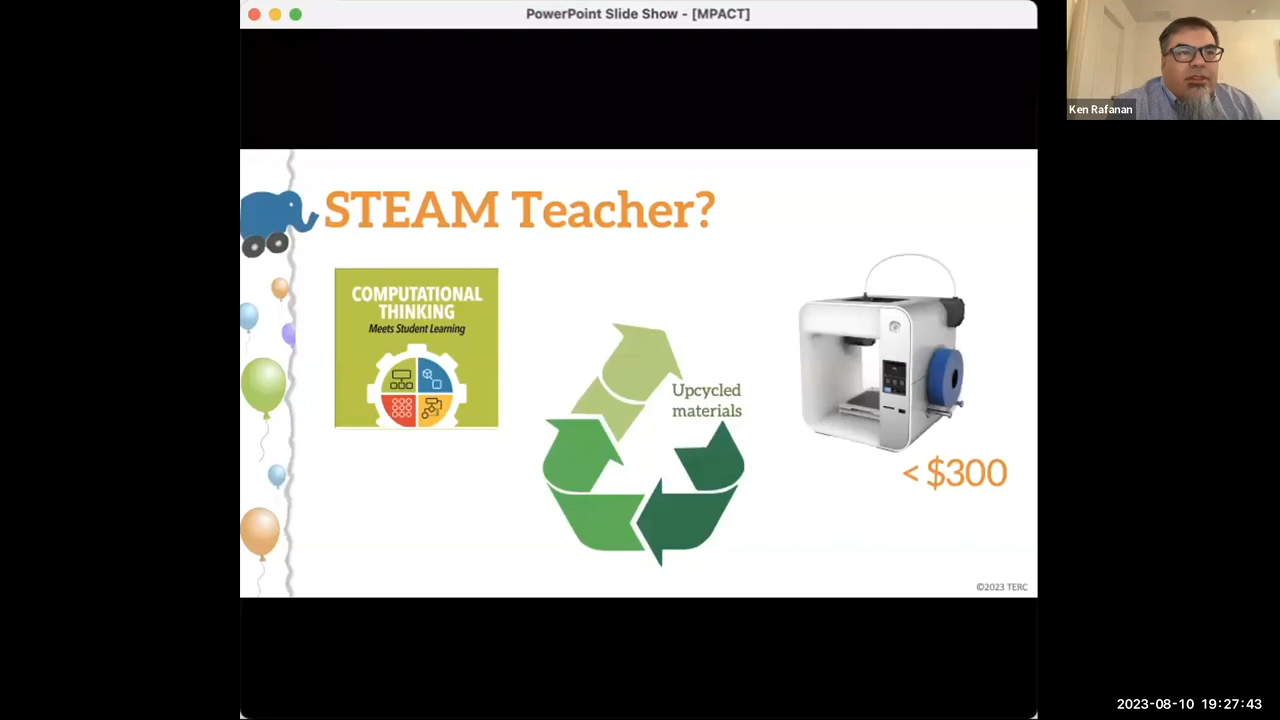 PowerPoint Slide Show - [MPACT]
Ken Rafanan
STEAM Teacher?
COMPUTATIONAL
THINKING
Meets Student Learning
Upcycled
materials
< $300
©2023 TERC
2023-08-10 19:27:43